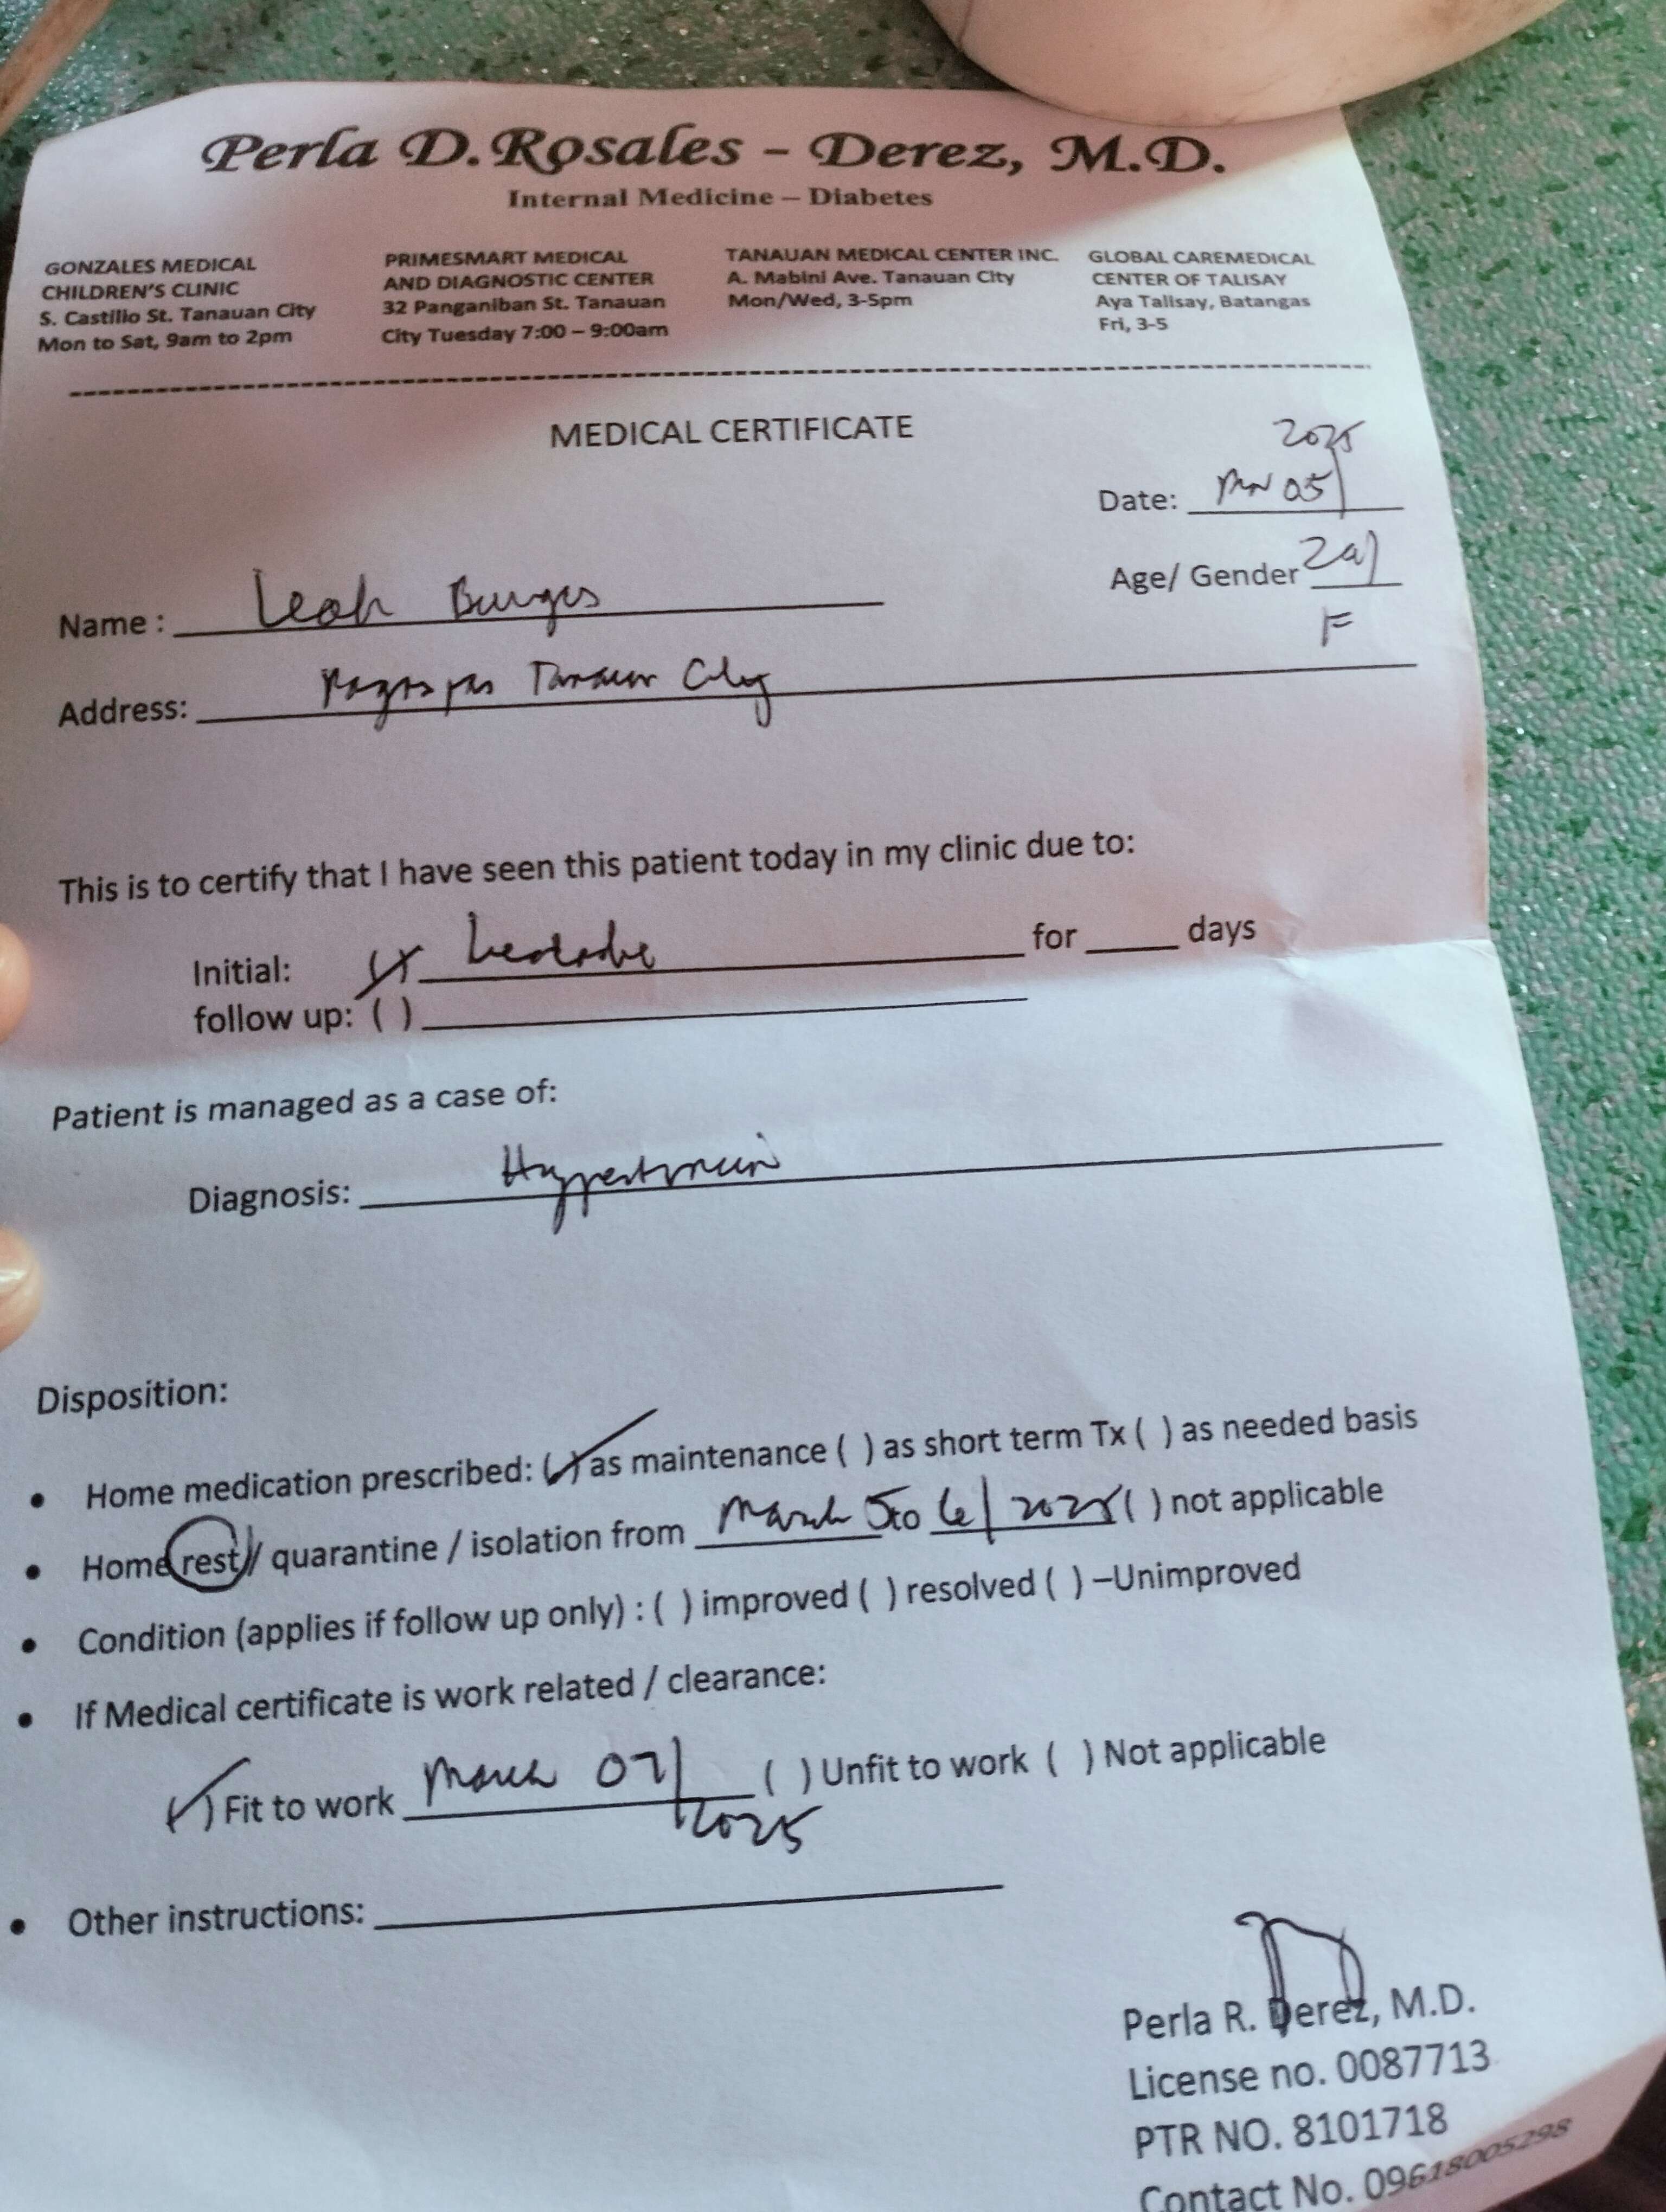 Perla D. Rosales - Derez, M.D.
Internal Medicine – Diabetes
GONZALES MEDICAL
CHILDREN'S CLINIC
S. Castillo St. Tanauan City
Mon to Sat, 9am to 2pm
PRIMESMART MEDICAL
AND DIAGNOSTIC CENTER
32 Panganiban St. Tanauan
City Tuesday 7:00 – 9:00am
TANAUAN MEDICAL CENTER INC.
A. Mabini Ave. Tanauan City
Mon/Wed, 3-5pm
GLOBAL CAREMEDICAL
CENTER OF TALISAY
Aya Talisay, Batangas
Fri, 3-5
MEDICAL CERTIFICATE
2025
Date: 05/
Age/ Gender
F
Name : Leah
Address: Tanauan City
This is to certify that I have seen this patient today in my clinic due to:
Initial: headache for ____ days
follow up: ( )
Patient is managed as a case of:
Diagnosis: Hypertension
Disposition:
• Home medication prescribed: (✓) as maintenance ( ) as short term Tx ( ) as needed basis
• Home rest / quarantine / isolation from March 5 to 6/2025 ( ) not applicable
• Condition (applies if follow up only) : ( ) improved ( ) resolved ( ) –Unimproved
• If Medical certificate is work related / clearance:
(✓) Fit to work March 07/ ( ) Unfit to work ( ) Not applicable
2025
• Other instructions:
Perla R. Derez, M.D.
License no. 0087713
PTR NO. 8101718
Contact No. 09618005298